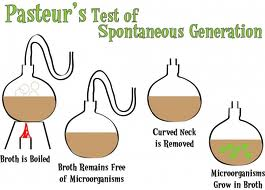 Pasteur's Test of
Spontaneous Generation
Broth is Boiled
Broth Remains Free
of Microorganisms
Curved Neck
is Removed
Microorganisms
Grow in Broth